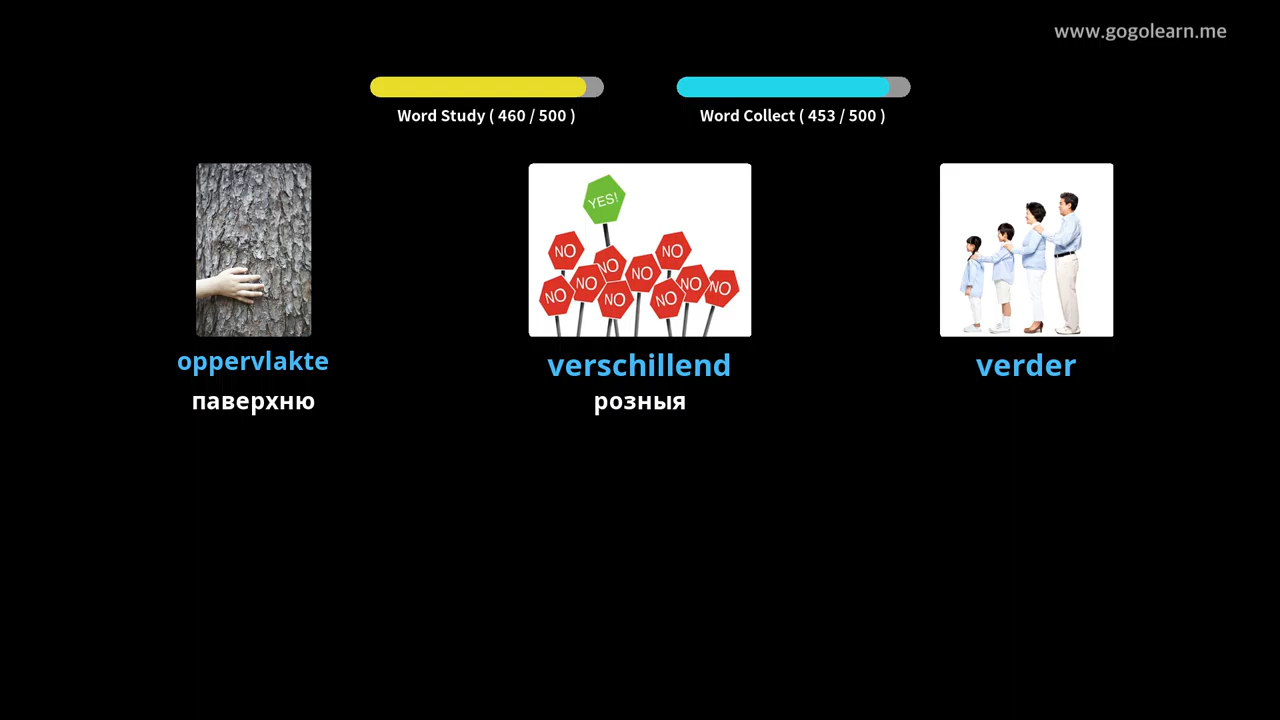 www.gogolearn.me
Word Study ( 460 / 500 )
Word Collect ( 453 / 500 )
YES!
NO
NO
NO
NO
NO
NO
NO
NO
NO
NO
oppervlakte
verschillend
verder
паверхню
розныя